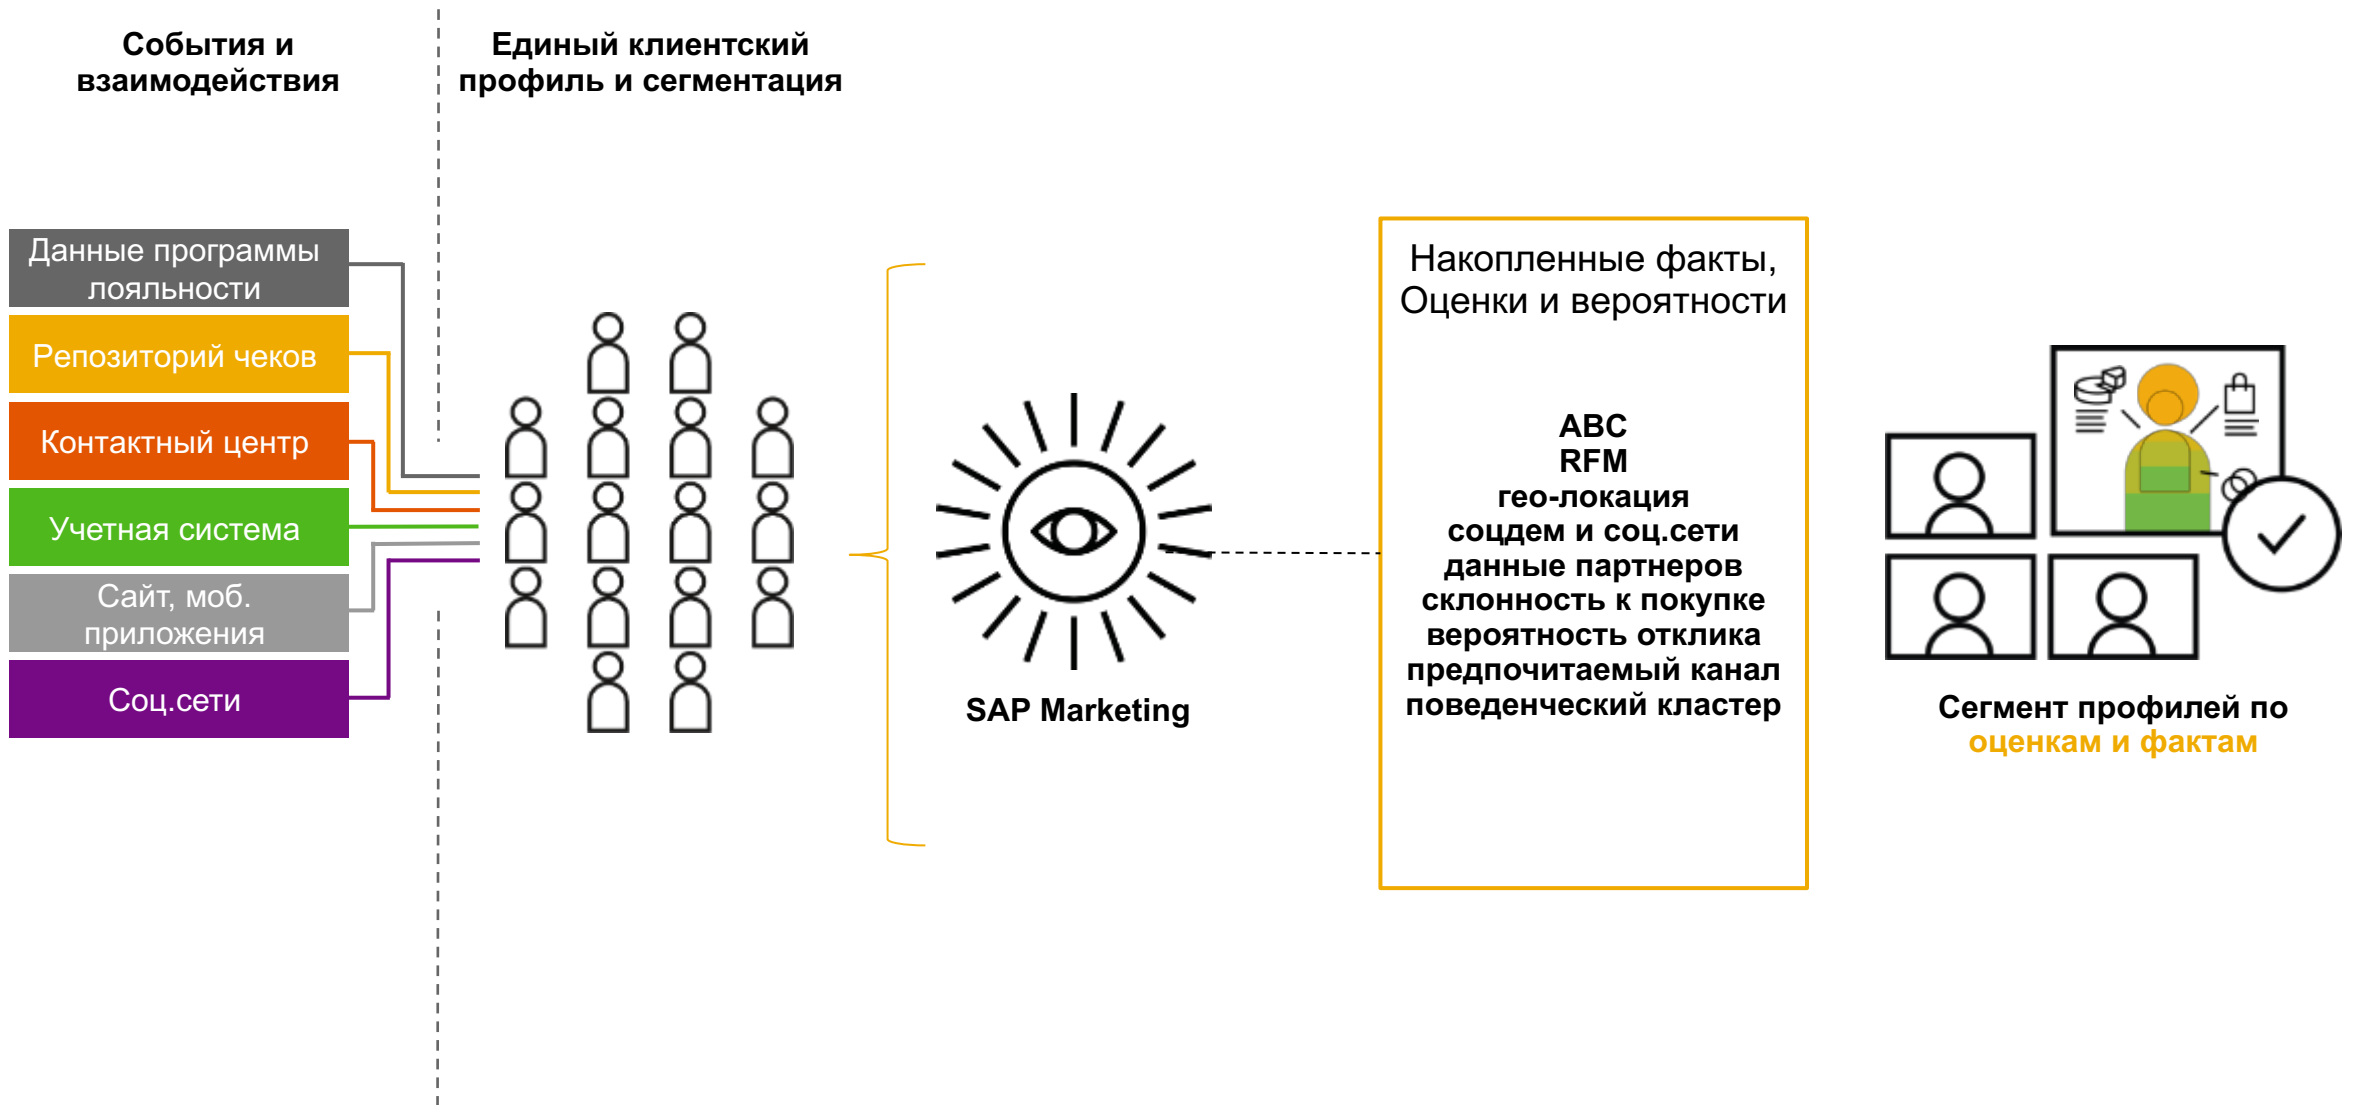 События и
взаимодействия
Единый клиентский
профиль и сегментация
Данные программы
лояльности
Репозиторий чеков
Контактный центр
Учетная система
Сайт, моб.
приложения
Соц.сети
SAP Marketing
Накопленные факты,
Оценки и вероятности
ABC
RFM
гео-локация
соцдем и соц.сети
данные партнеров
склонность к покупке
вероятность отклика
предпочитаемый канал
поведенческий кластер
Сегмент профилей по
оценкам и фактам